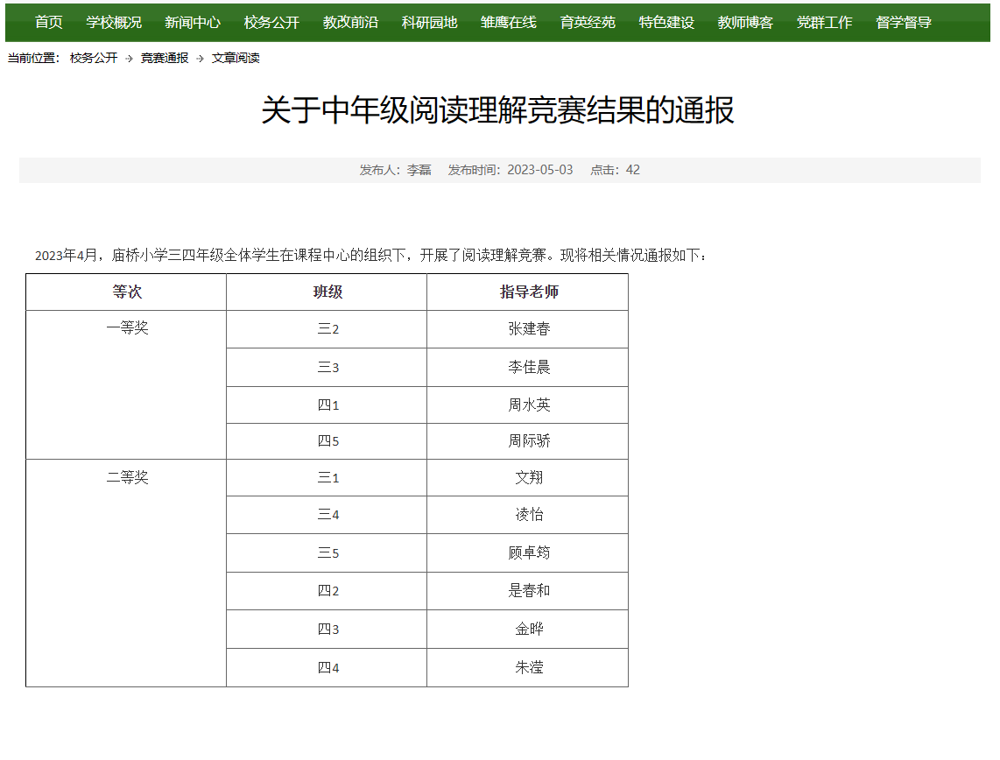 首页 学校概况 新闻中心 校务公开 教改前沿 科研园地 雏鹰在线 育英经苑 特色建设 教师博客 党群工作 督学督导
当前位置： 校务公开 → 竞赛通报 → 文章阅读
关于中年级阅读理解竞赛结果的通报
发布人：李磊 发布时间：2023-05-03 点击：42
2023年4月，庙桥小学三四年级全体学生在课程中心的组织下，开展了阅读理解竞赛。现将相关情况通报如下：
等次 班级 指导老师
一等奖 三2 张建春
三3 李佳晨
四1 周水英
四5 周际骄
二等奖 三1 文翔
三4 凌怡
三5 顾卓筠
四2 是春和
四3 金晔
四4 朱滢